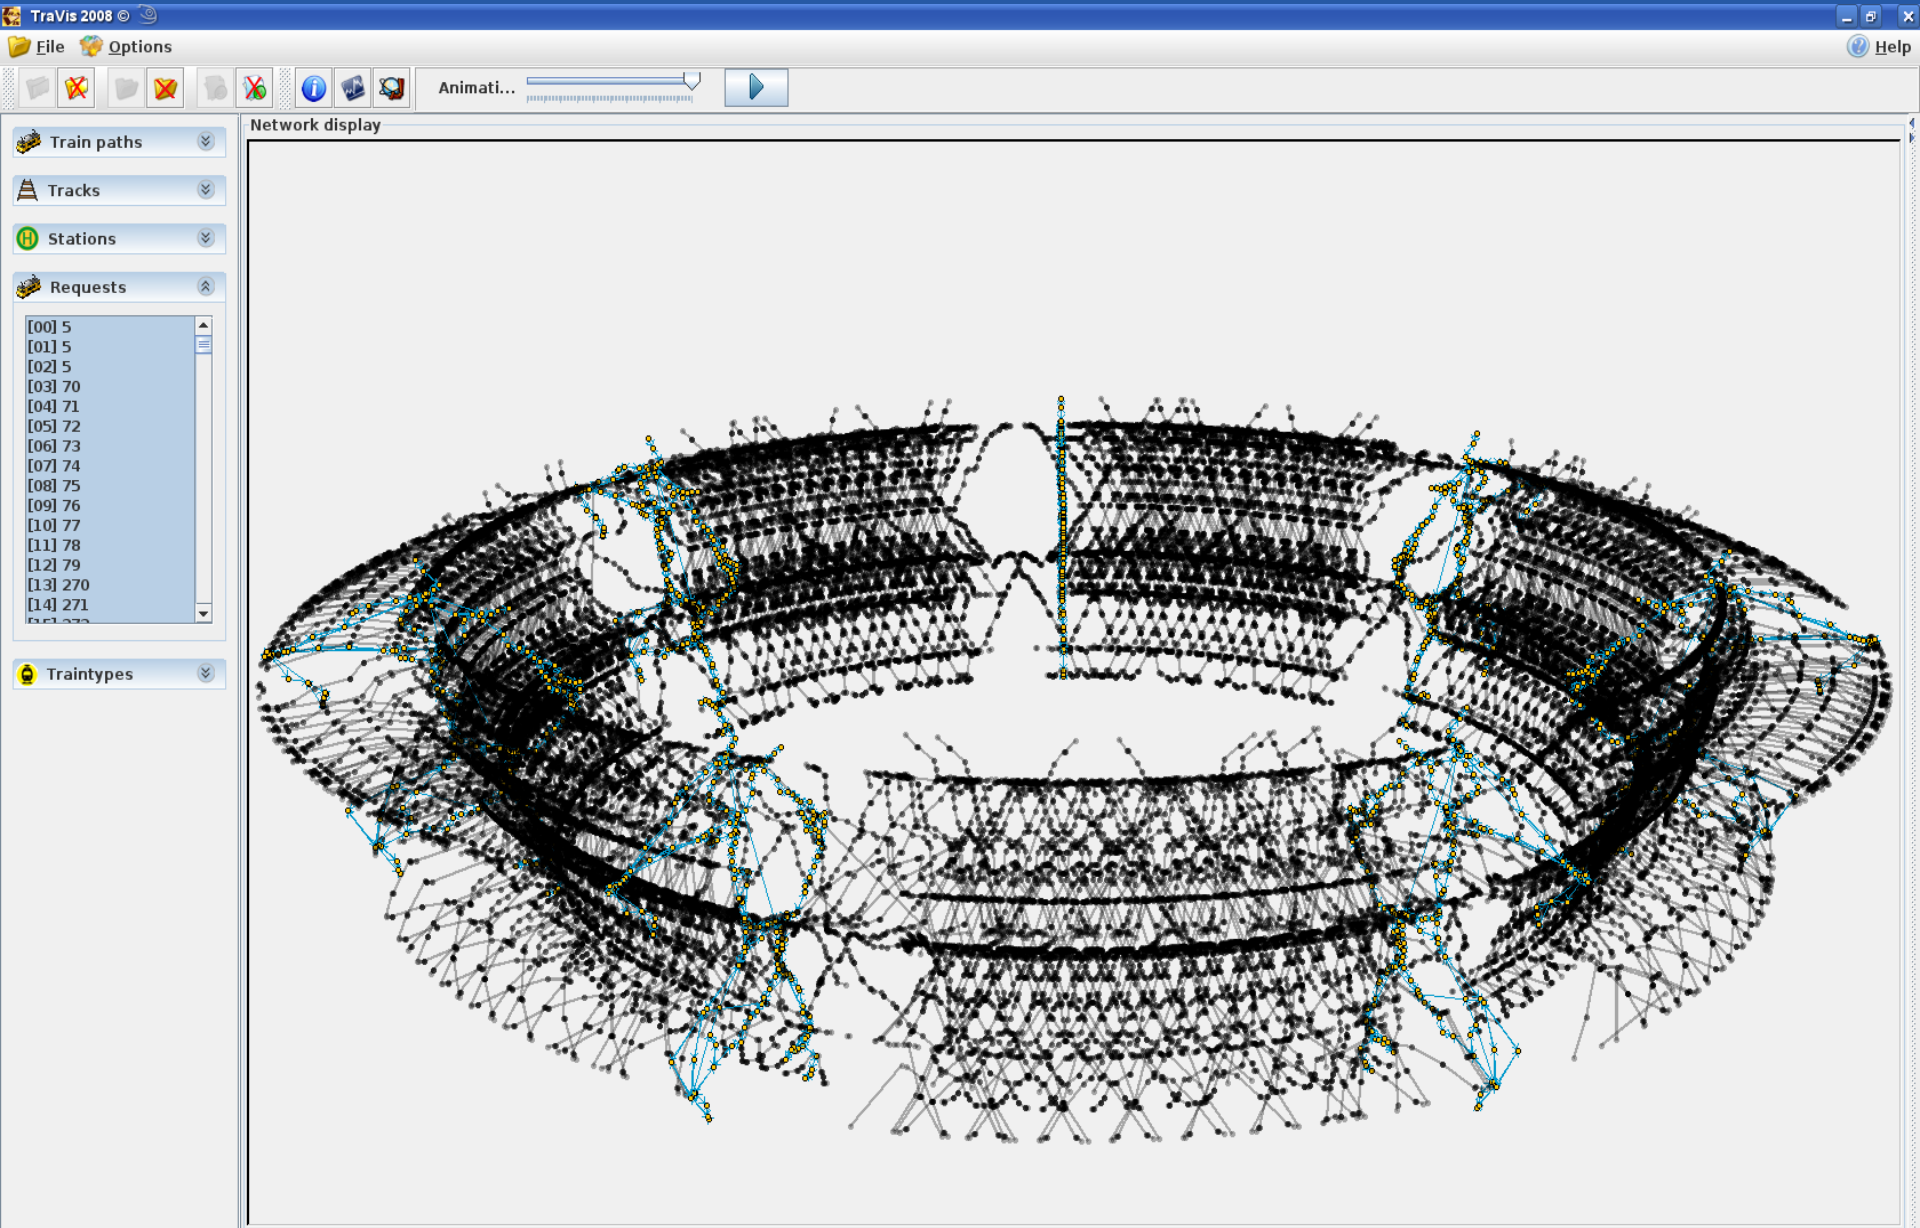 TraVis 2008 ©
File Options Help
Animati...
Network display
Train paths
Tracks
Stations
Requests
[00] 5
[01] 5
[02] 5
[03] 70
[04] 71
[05] 72
[06] 73
[07] 74
[08] 75
[09] 76
[10] 77
[11] 78
[12] 79
[13] 270
[14] 271
Traintypes